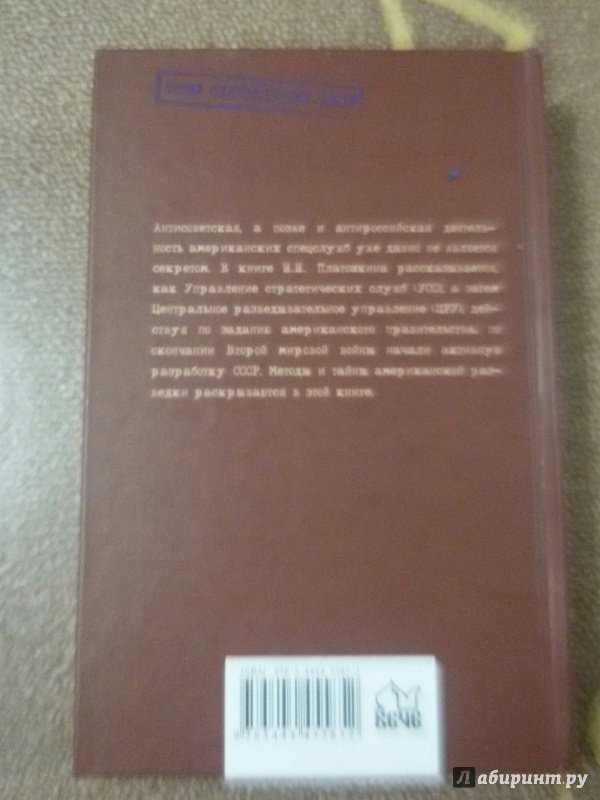 Антисоветская, а позже и антироссийская деятель-
ность американских спецслужб уже давно не является
секретом. В книге Н.Н. Платошкина рассказывается,
как Управление стратегических служб (УСС), а затем
Центральное разведывательное управление (ЦРУ), дей-
ствуя по заданию американского правительства, по
окончании Второй мировой войны начали активную
разработку СССР. Методы и тайны американской раз-
ведки раскрываются в этой книге.
ВЕЧЕ
Лабиринт.ру